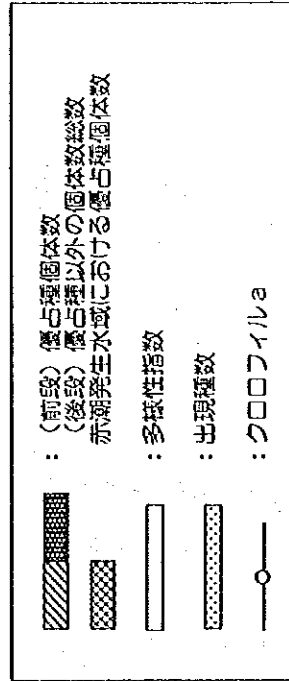 ：（前段）優占種個体数
（後段）優占種以外の個体数総数
赤潮発生水域における優占種個体数
：多様性指数
：出現種数
：クロロフィルa